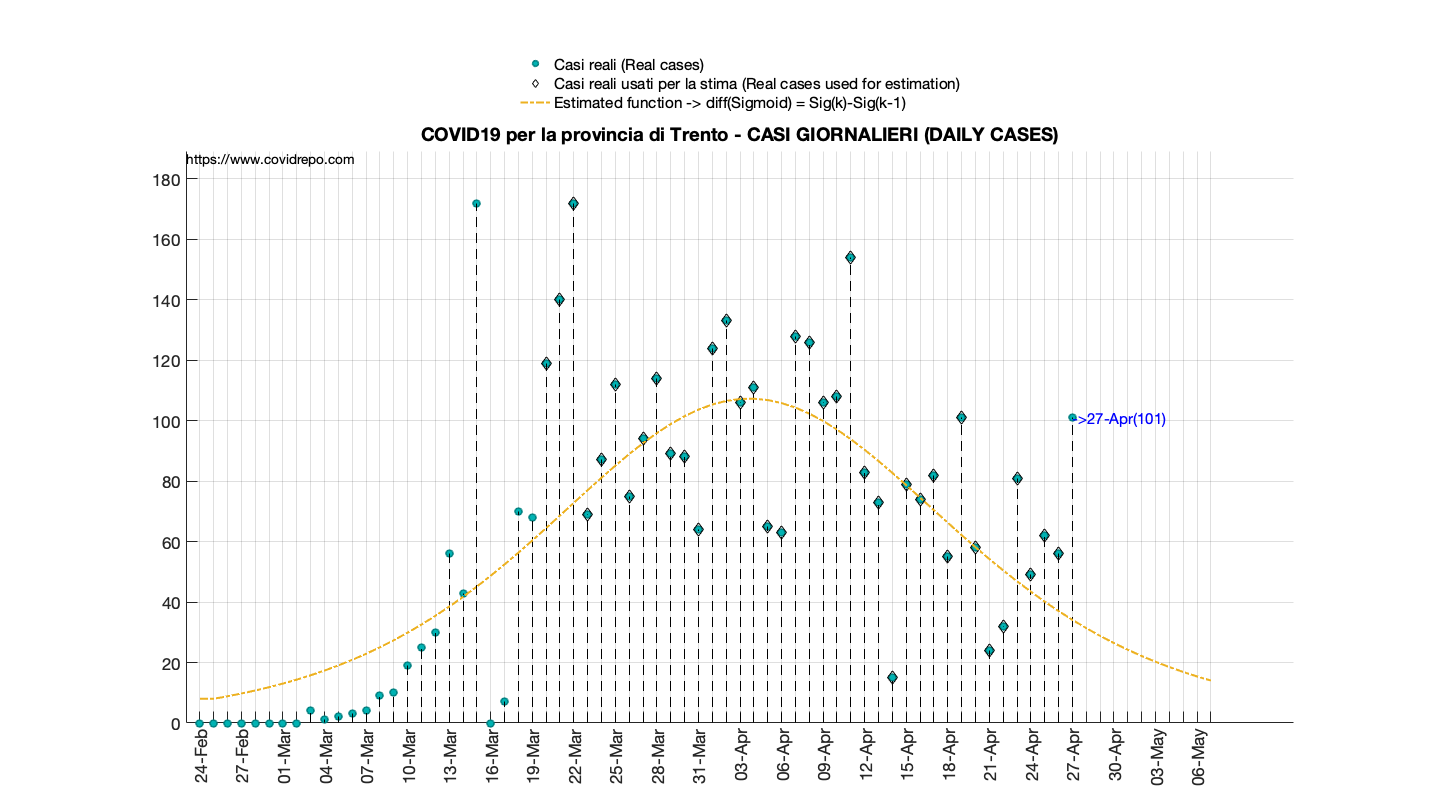 Casi reali (Real cases)
Casi reali usati per la stima (Real cases used for estimation)
Estimated function -> diff(Sigmoid) = Sig(k)-Sig(k-1)
COVID19 per la provincia di Trento - CASI GIORNALIERI (DAILY CASES)
https://www.covidrepo.com
180
160
140
120
100
80
60
40
20
0
>27-Apr(101)
24-Feb
27-Feb
01-Mar
04-Mar
07-Mar
10-Mar
13-Mar
16-Mar
19-Mar
22-Mar
25-Mar
28-Mar
31-Mar
03-Apr
06-Apr
09-Apr
12-Apr
15-Apr
18-Apr
21-Apr
24-Apr
27-Apr
30-Apr
03-May
06-May